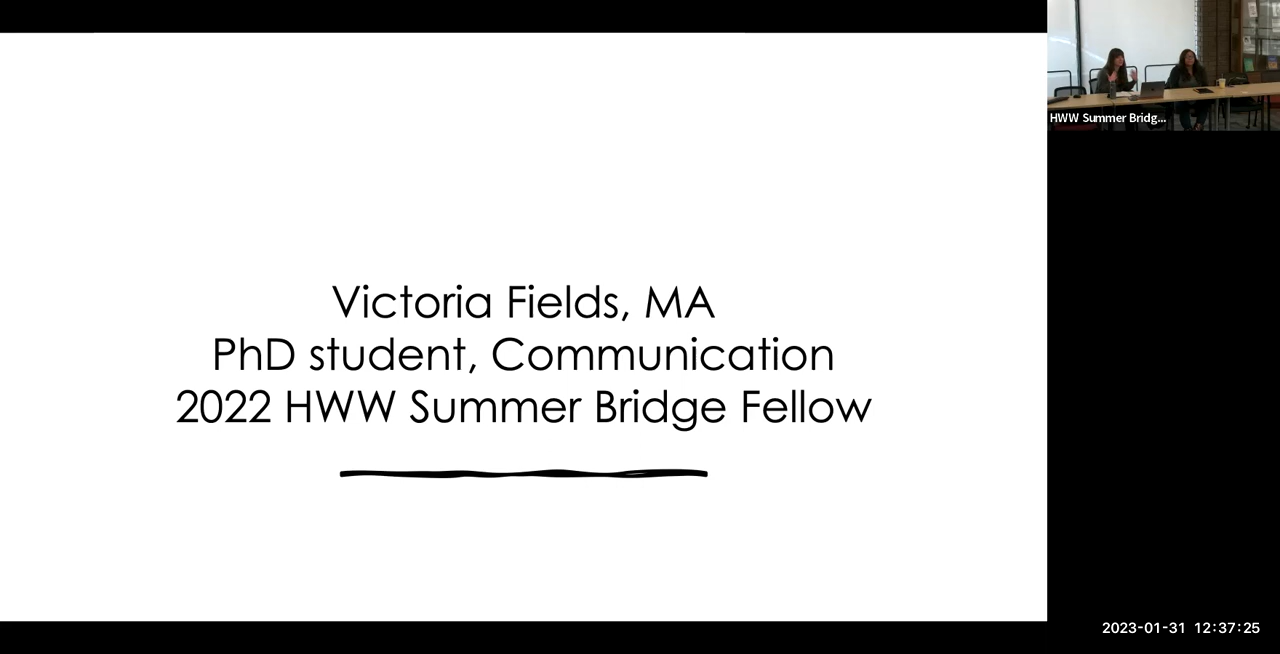 Victoria Fields, MA
PhD student, Communication
2022 HWW Summer Bridge Fellow
HWW Summer Bridg...
2023-01-31 12:37:25